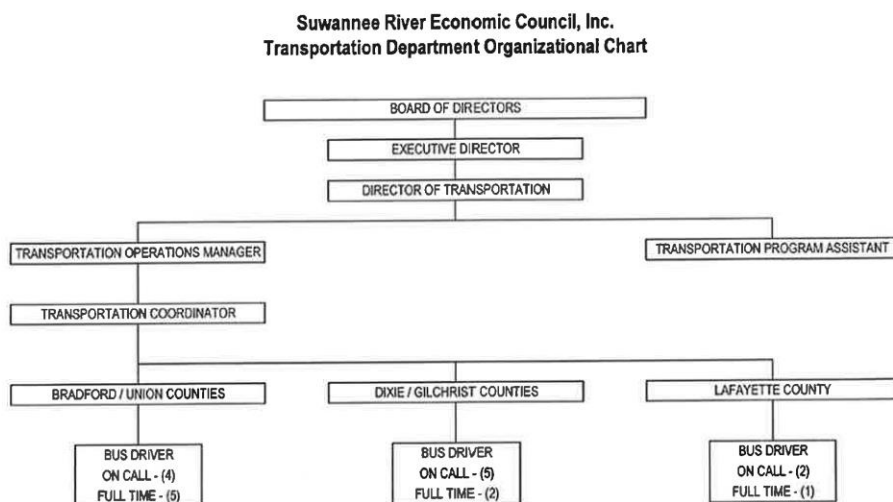 Suwannee River Economic Council, Inc.
Transportation Department Organizational Chart
BOARD OF DIRECTORS
EXECUTIVE DIRECTOR
DIRECTOR OF TRANSPORTATION
TRANSPORTATION OPERATIONS MANAGER
TRANSPORTATION PROGRAM ASSISTANT
TRANSPORTATION COORDINATOR
BRADFORD / UNION COUNTIES
DIXIE / GILCHRIST COUNTIES
LAFAYETTE COUNTY
BUS DRIVER
ON CALL - (4)
FULL TIME - (5)
BUS DRIVER
ON CALL - (5)
FULL TIME - (2)
BUS DRIVER
ON CALL - (2)
FULL TIME - (1)